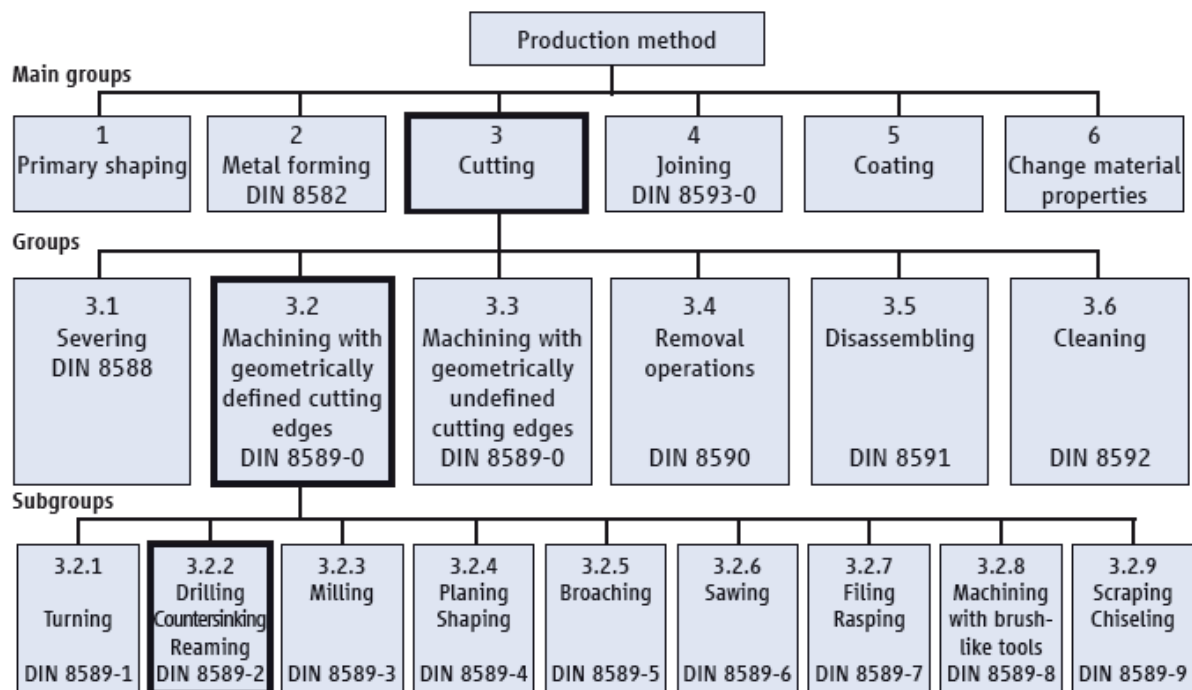 Production method
Main groups
1
Primary shaping
2
Metal forming
DIN 8582
3
Cutting
4
Joining
DIN 8593-0
5
Coating
6
Change material
properties
Groups
3.1
Severing
DIN 8588
3.2
Machining with
geometrically
defined cutting
edges
DIN 8589-0
3.3
Machining with
geometrically
undefined
cutting edges
DIN 8589-0
3.4
Removal
operations
DIN 8590
3.5
Disassembling
DIN 8591
3.6
Cleaning
DIN 8592
Subgroups
3.2.1
Turning
DIN 8589-1
3.2.2
Drilling
Countersinking
Reaming
DIN 8589-2
3.2.3
Milling
DIN 8589-3
3.2.4
Planing
Shaping
DIN 8589-4
3.2.5
Broaching
DIN 8589-5
3.2.6
Sawing
DIN 8589-6
3.2.7
Filing
Rasping
DIN 8589-7
3.2.8
Machining
with brush-
like tools
DIN 8589-8
3.2.9
Scraping
Chiseling
DIN 8589-9